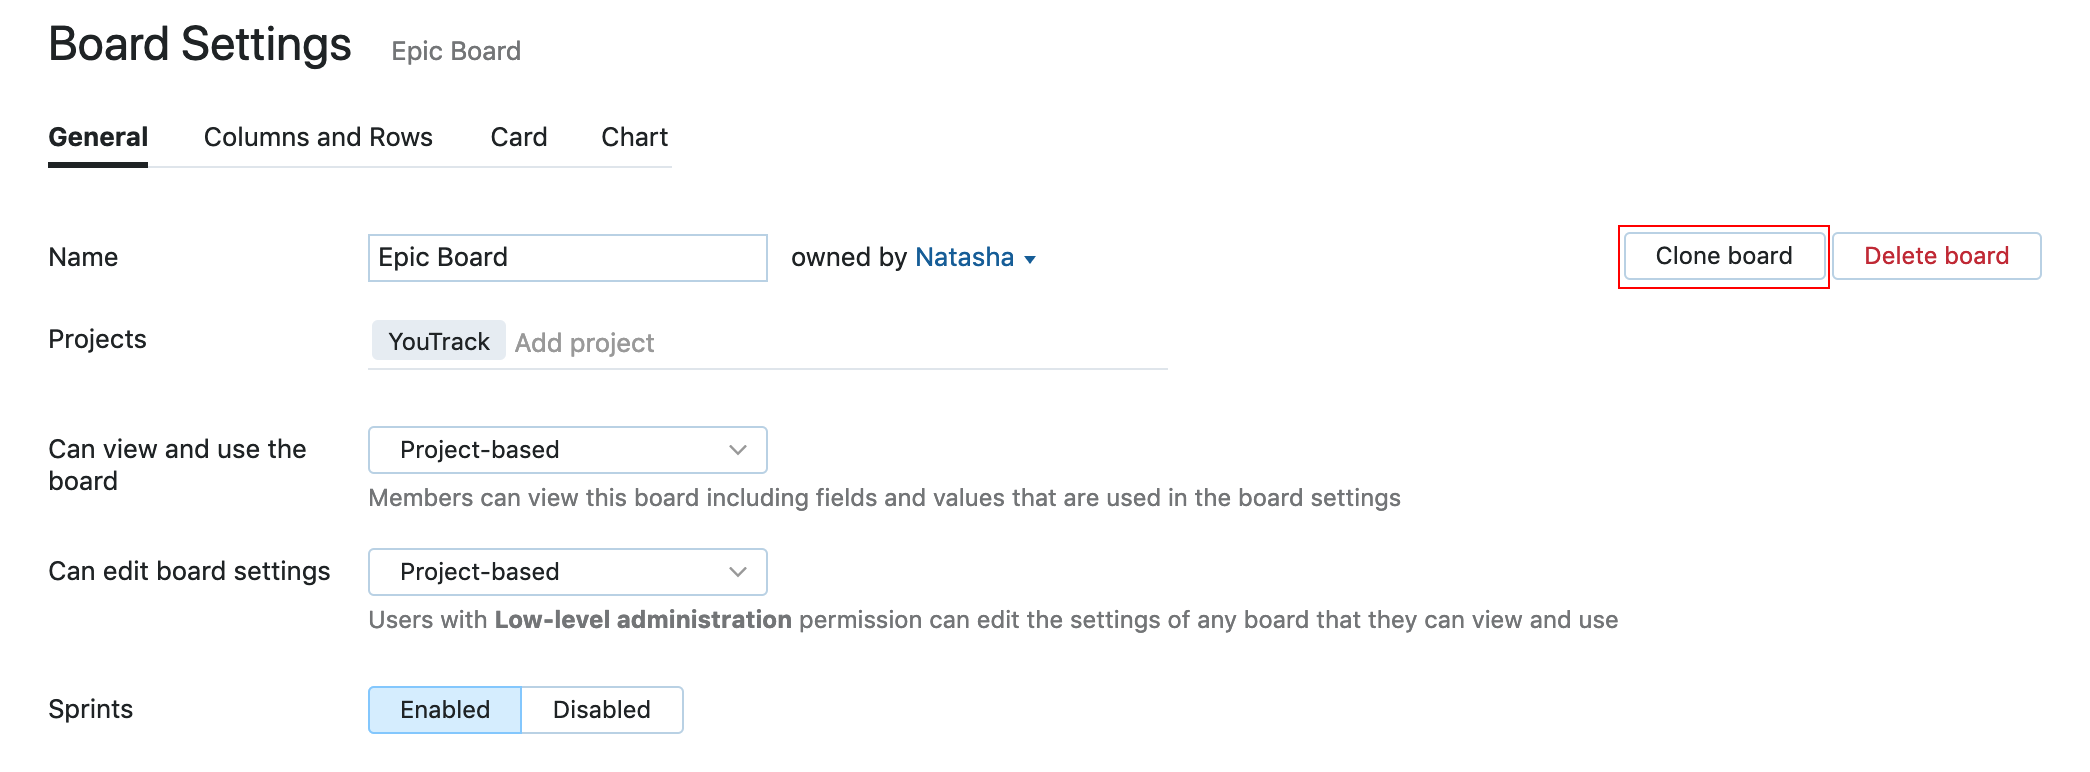 Board Settings Epic Board
General Columns and Rows Card Chart
Name Epic Board owned by Natasha Clone board Delete board
Projects YouTrack Add project
Can view and use the board Project-based
Members can view this board including fields and values that are used in the board settings
Can edit board settings Project-based
Users with Low-level administration permission can edit the settings of any board that they can view and use
Sprints Enabled Disabled